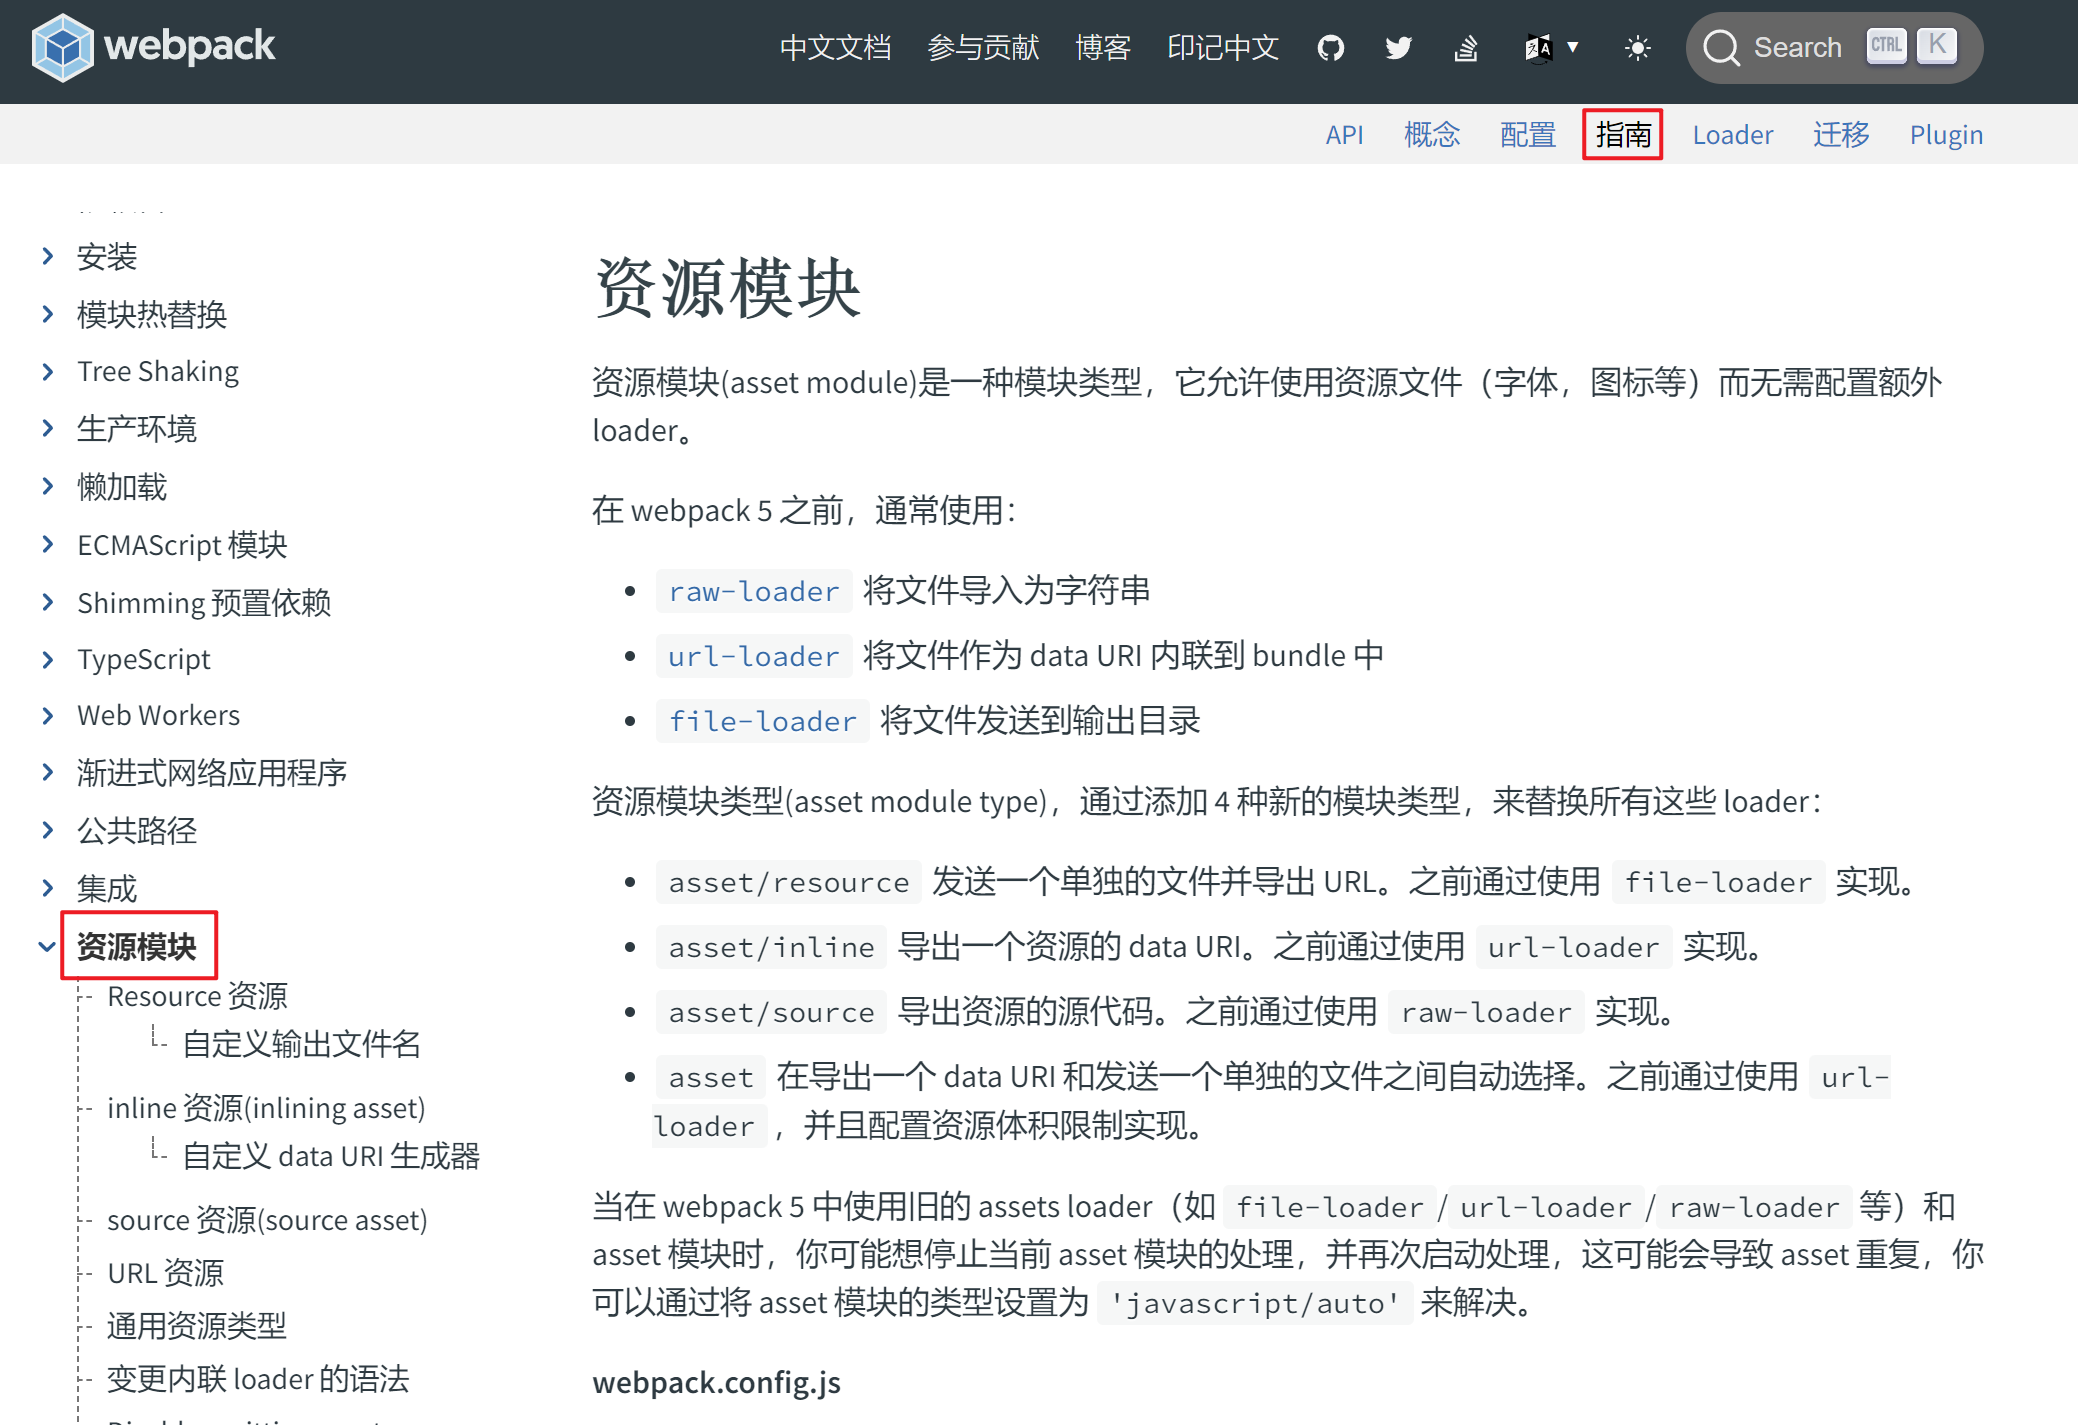 webpack
中文文档 参与贡献 博客 印记中文 Search CTRL K
API 概念 配置 指南 Loader 迁移 Plugin
安装
模块热替换
Tree Shaking
生产环境
懒加载
ECMAScript 模块
Shimming 预置依赖
TypeScript
Web Workers
渐进式网络应用程序
公共路径
集成
资源模块
Resource 资源
自定义输出文件名
inline 资源(inlining asset)
自定义 data URI 生成器
source 资源(source asset)
URL 资源
通用资源类型
变更内联 loader 的语法
资源模块
资源模块(asset module)是一种模块类型，它允许使用资源文件（字体，图标等）而无需配置额外
loader。
在 webpack 5 之前，通常使用：
• raw-loader 将文件导入为字符串
• url-loader 将文件作为 data URI 内联到 bundle 中
• file-loader 将文件发送到输出目录
资源模块类型(asset module type)，通过添加 4 种新的模块类型，来替换所有这些 loader：
• asset/resource 发送一个单独的文件并导出 URL。之前通过使用 file-loader 实现。
• asset/inline 导出一个资源的 data URI。之前通过使用 url-loader 实现。
• asset/source 导出资源的源代码。之前通过使用 raw-loader 实现。
• asset 在导出一个 data URI 和发送一个单独的文件之间自动选择。之前通过使用 url-
loader ，并且配置资源体积限制实现。
当在 webpack 5 中使用旧的 assets loader（如 file-loader/url-loader/raw-loader 等）和
asset 模块时，你可能想停止当前 asset 模块的处理，并再次启动处理，这可能会导致 asset 重复，你
可以通过将 asset 模块的类型设置为 'javascript/auto' 来解决。
webpack.config.js